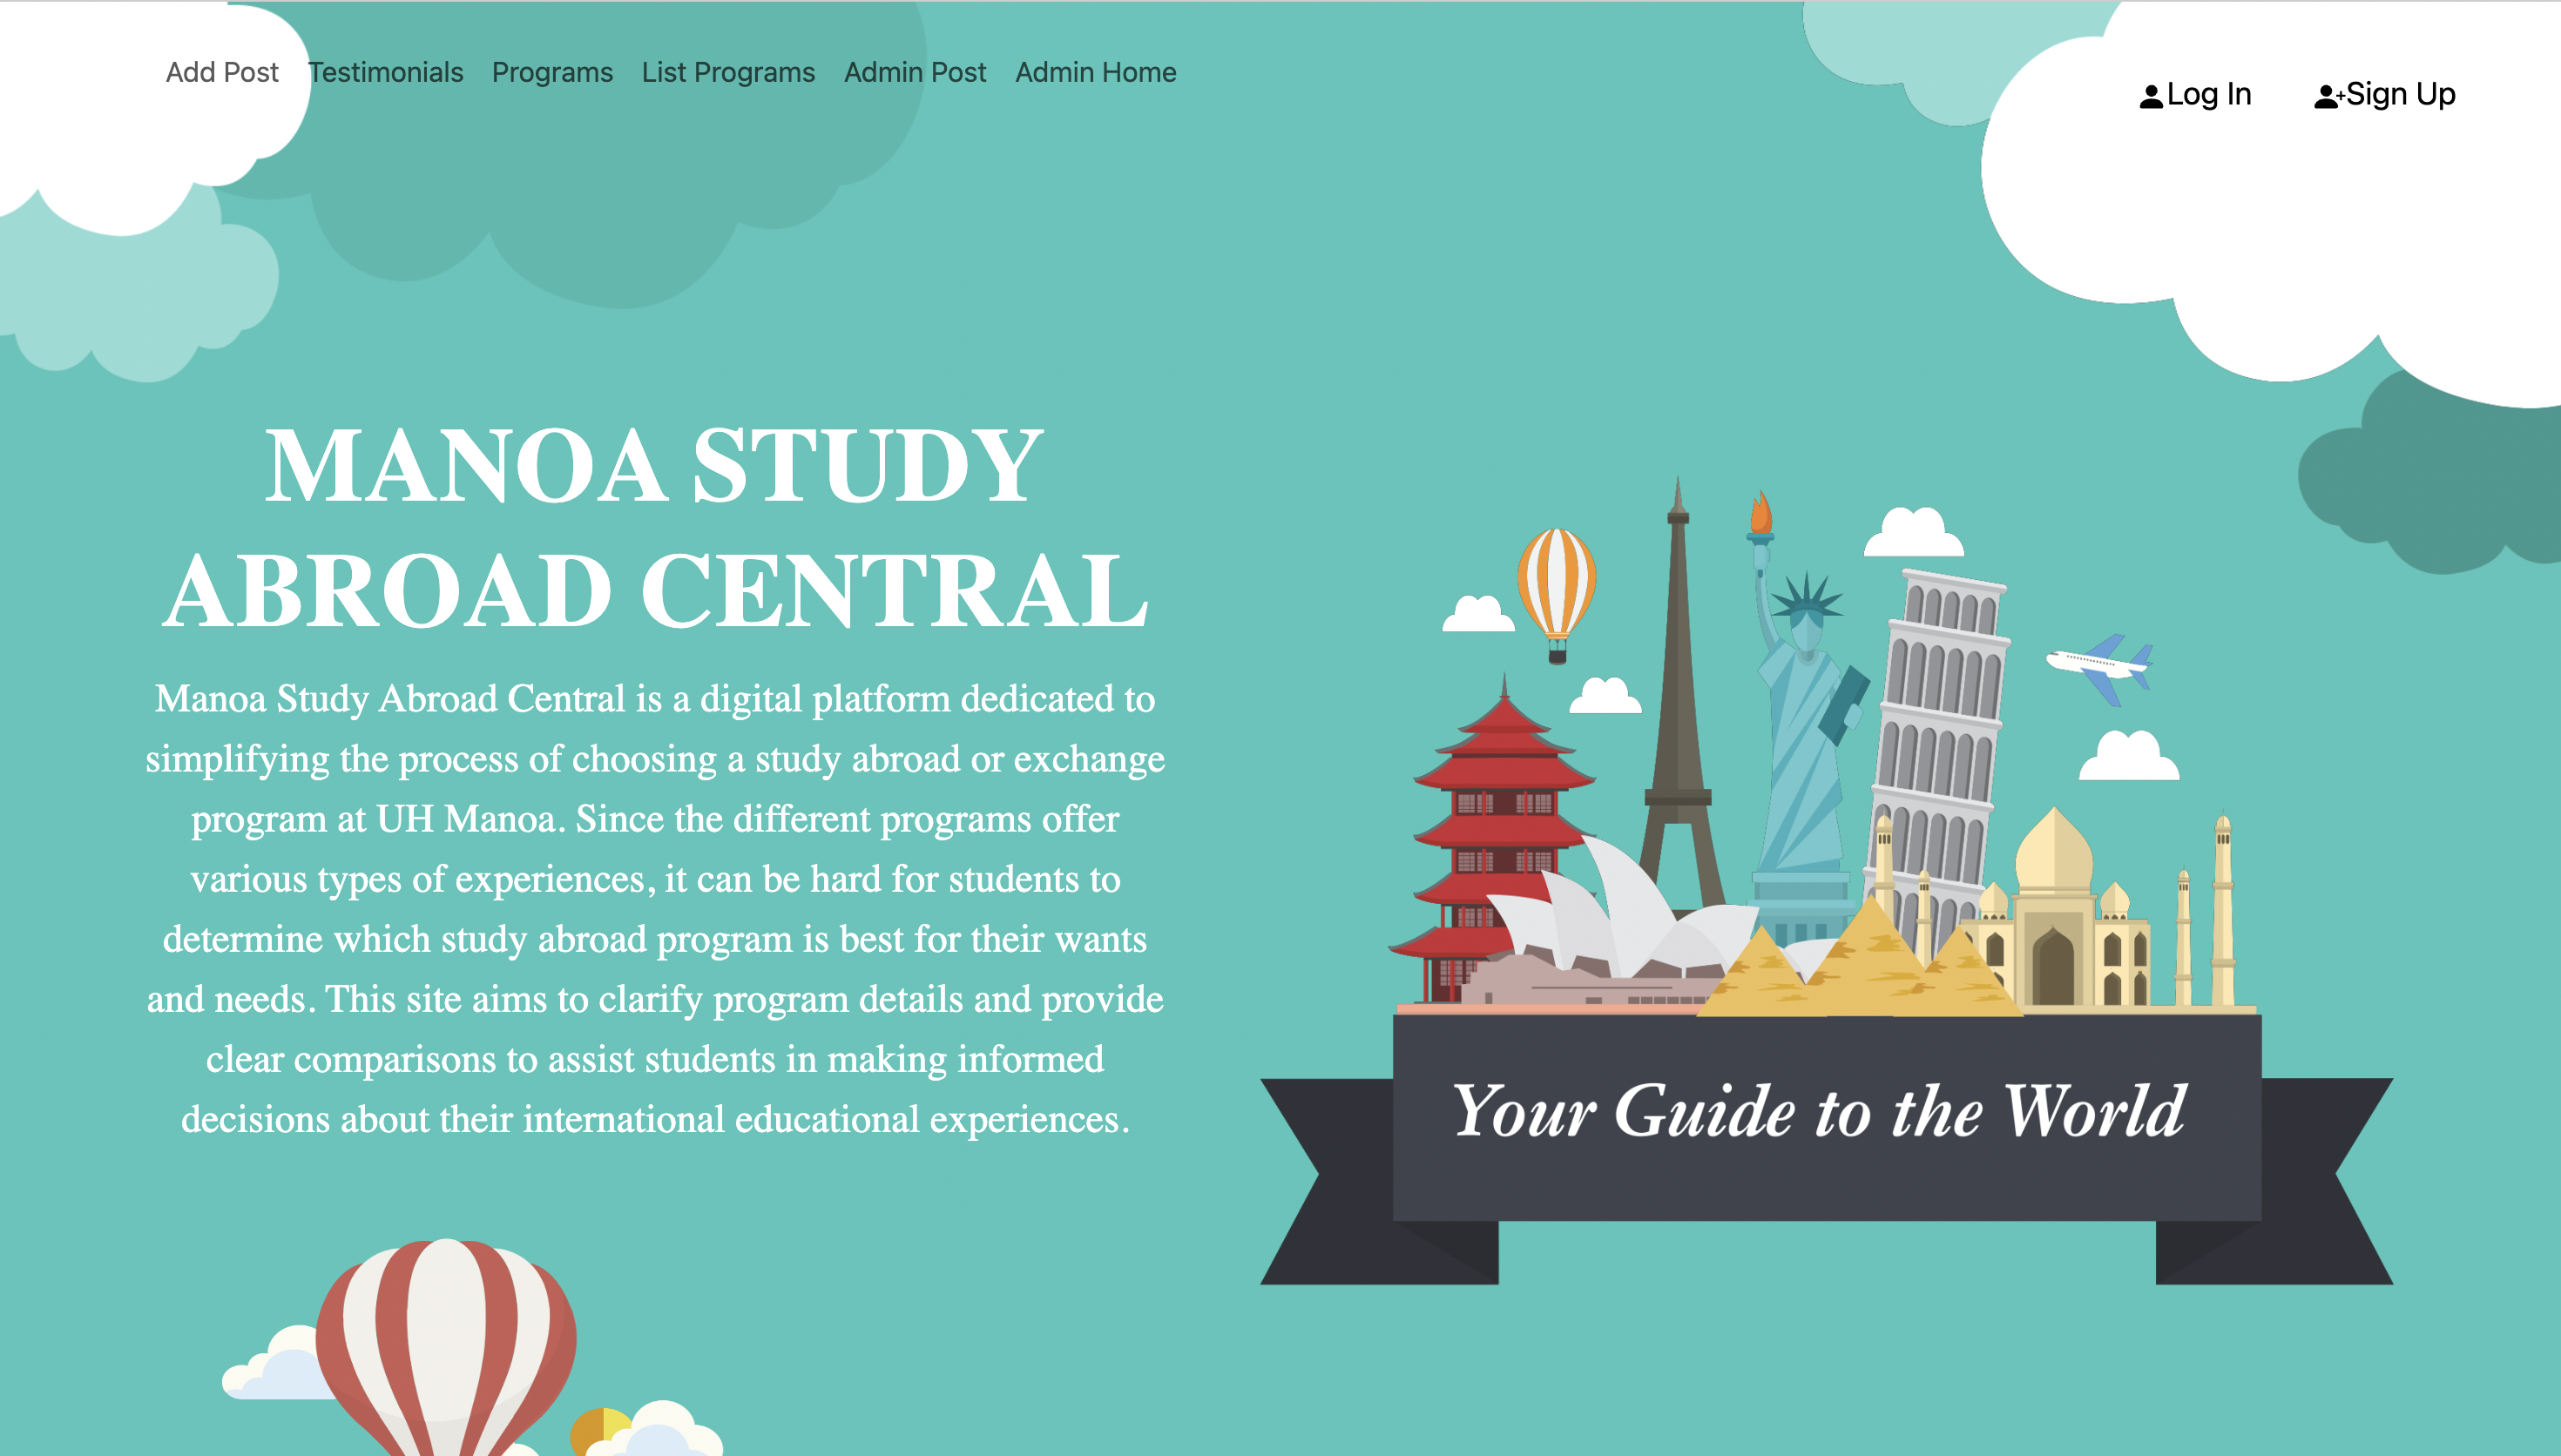 Add Post Testimonials Programs List Programs Admin Post Admin Home
Log In Sign Up
MANOA STUDY
ABROAD CENTRAL
Manoa Study Abroad Central is a digital platform dedicated to
simplifying the process of choosing a study abroad or exchange
program at UH Manoa. Since the different programs offer
various types of experiences, it can be hard for students to
determine which study abroad program is best for their wants
and needs. This site aims to clarify program details and provide
clear comparisons to assist students in making informed
decisions about their international educational experiences.
Your Guide to the World